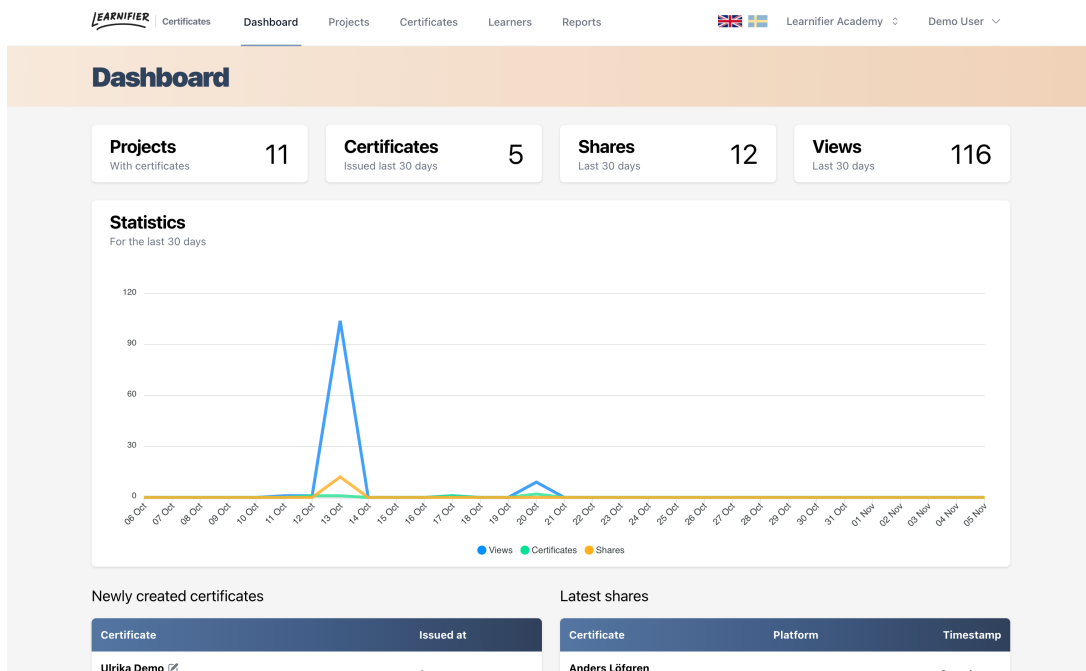 LEARNIFIER Certificates Dashboard Projects Certificates Learners Reports Learnifier Academy Demo User
Dashboard
Projects
With certificates
11
Certificates
Issued last 30 days
5
Shares
Last 30 days
12
Views
Last 30 days
116
Statistics
For the last 30 days
120
90
60
30
0
06 Oct 07 Oct 08 Oct 09 Oct 10 Oct 11 Oct 12 Oct 13 Oct 14 Oct 15 Oct 16 Oct 17 Oct 18 Oct 19 Oct 20 Oct 21 Oct 22 Oct 23 Oct 24 Oct 25 Oct 26 Oct 27 Oct 28 Oct 29 Oct 30 Oct 31 Oct 01 Nov 02 Nov 03 Nov 04 Nov 05 Nov
Views Certificates Shares
Newly created certificates
Certificate Issued at
Ulrika Demo
Latest shares
Certificate Platform Timestamp
Anders Löfgren